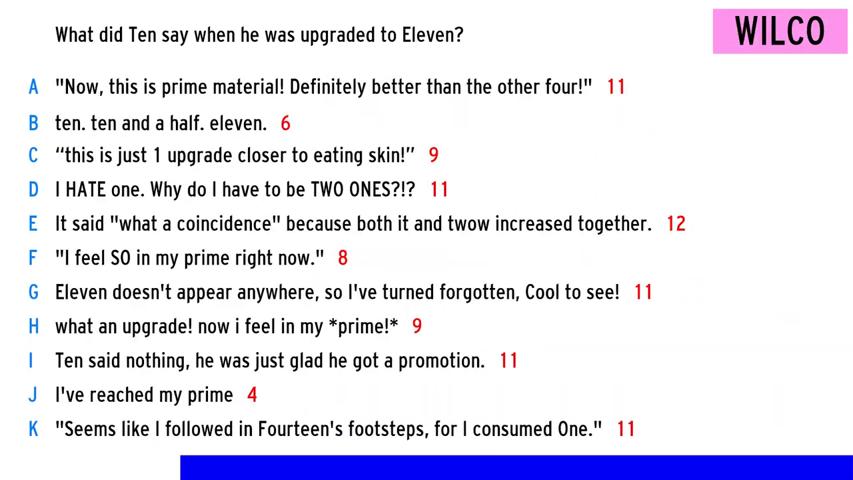 What did Ten say when he was upgraded to Eleven?
WILCO
A "Now, this is prime material! Definitely better than the other four!" 11
B ten. ten and a half. eleven. 6
C “this is just 1 upgrade closer to eating skin!” 9
D I HATE one. Why do I have to be TWO ONES?!? 11
E It said "what a coincidence" because both it and twow increased together. 12
F "I feel SO in my prime right now." 8
G Eleven doesn't appear anywhere, so I've turned forgotten, Cool to see! 11
H what an upgrade! now i feel in my *prime!* 9
I Ten said nothing, he was just glad he got a promotion. 11
J I've reached my prime 4
K "Seems like I followed in Fourteen's footsteps, for I consumed One." 11